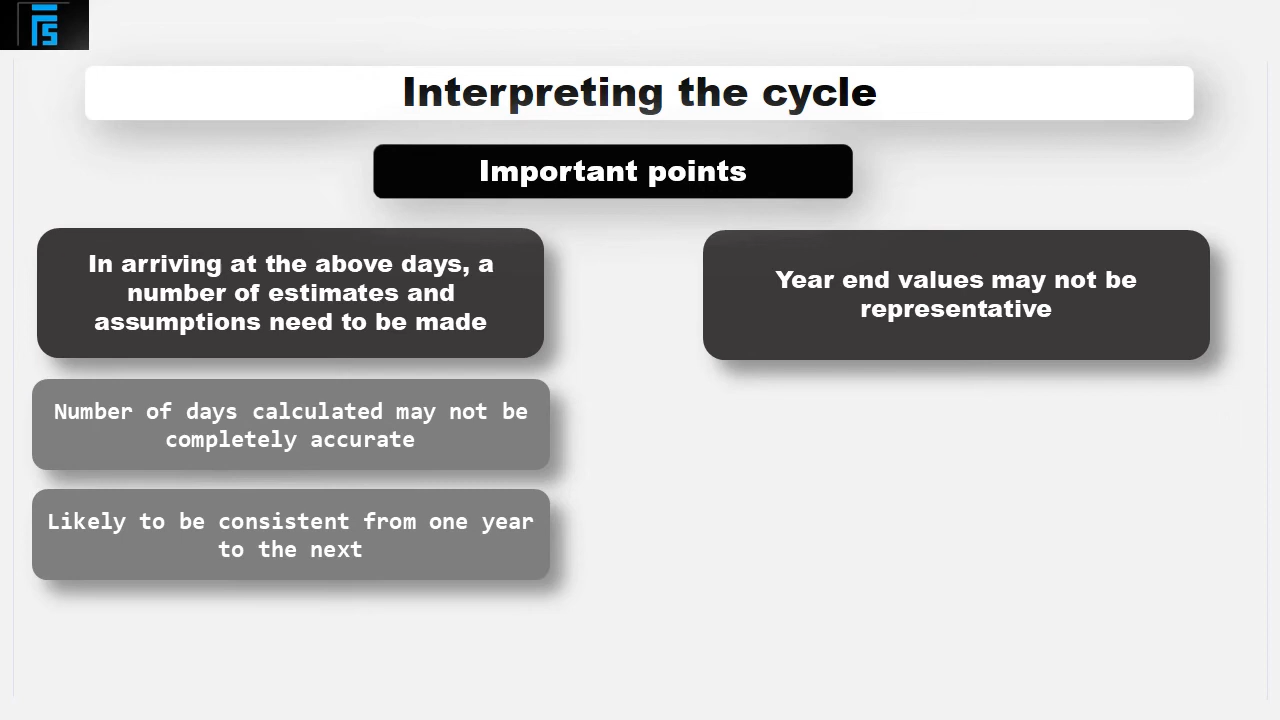 Interpreting the cycle
Important points
In arriving at the above days, a
number of estimates and
assumptions need to be made
Number of days calculated may not be
completely accurate
Likely to be consistent from one year
to the next
Year end values may not be
representative